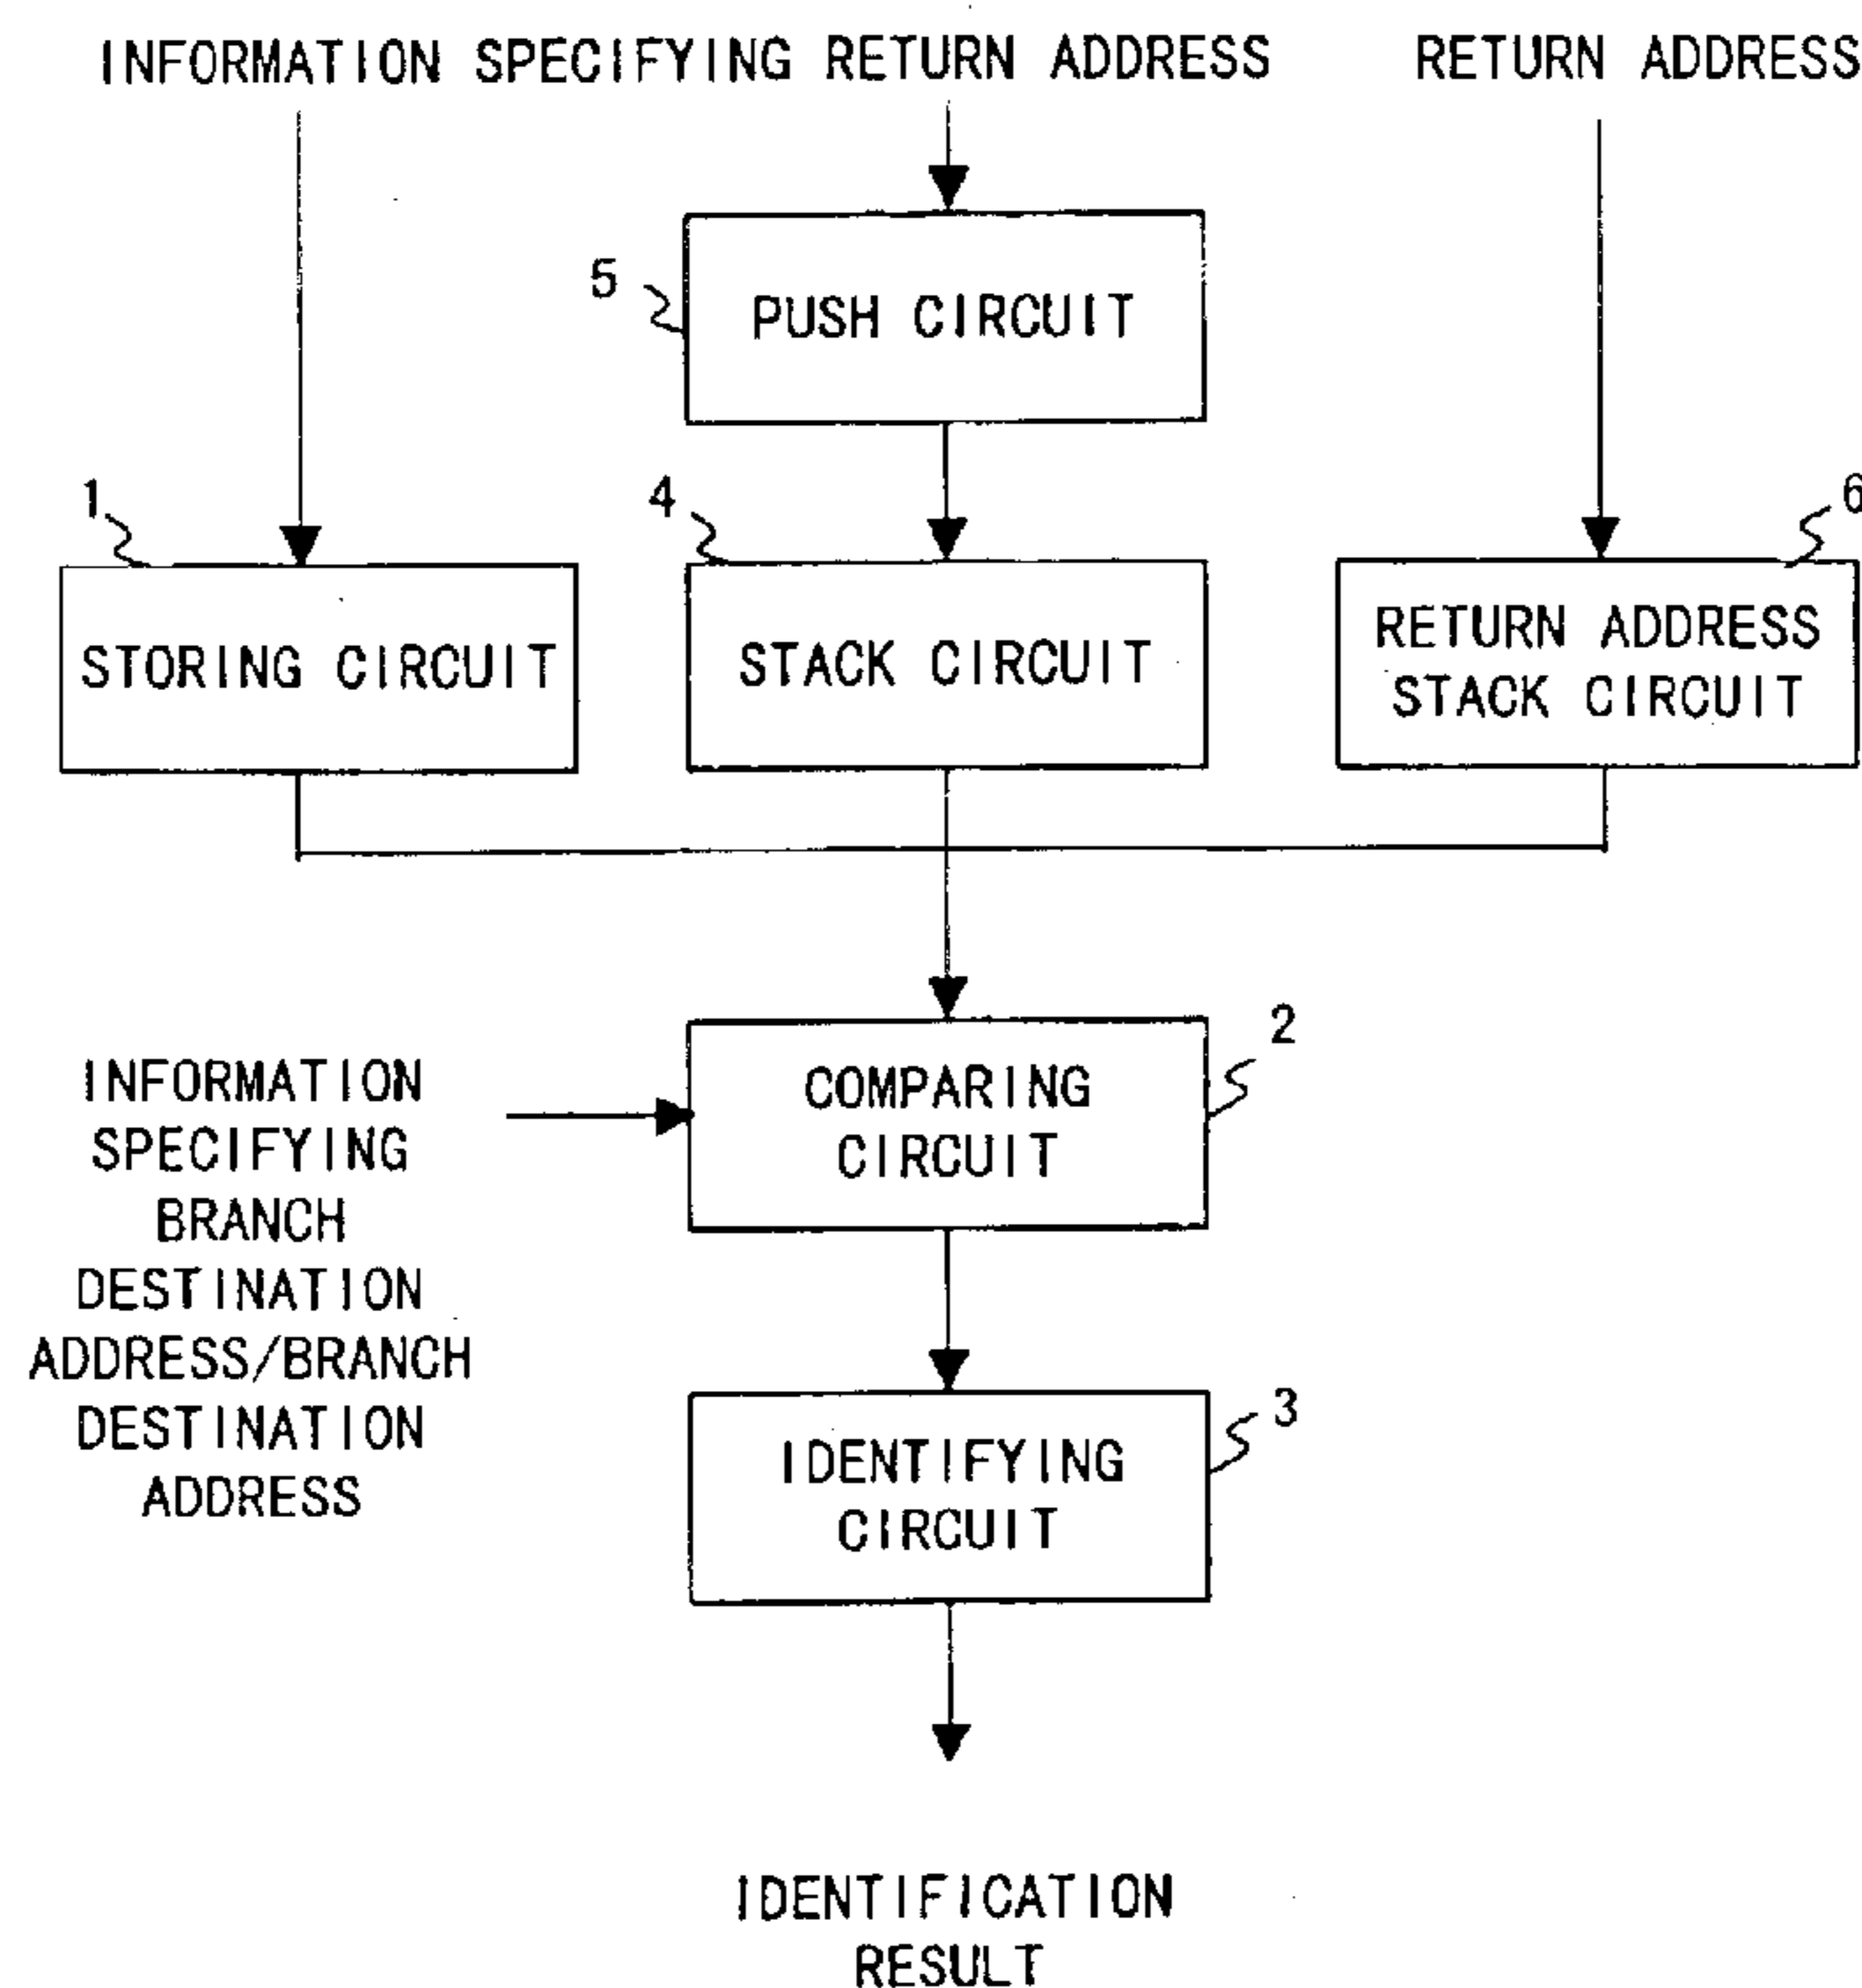 INFORMATION SPECIFYING RETURN ADDRESS
RETURN ADDRESS
5
PUSH CIRCUIT
1
4
6
STORING CIRCUIT
STACK CIRCUIT
RETURN ADDRESS
STACK CIRCUIT
2
COMPARING
CIRCUIT
INFORMATION
SPECIFYING
BRANCH
DESTINATION
ADDRESS/BRANCH
DESTINATION
ADDRESS
3
IDENTIFYING
CIRCUIT
IDENTIFICATION
RESULT